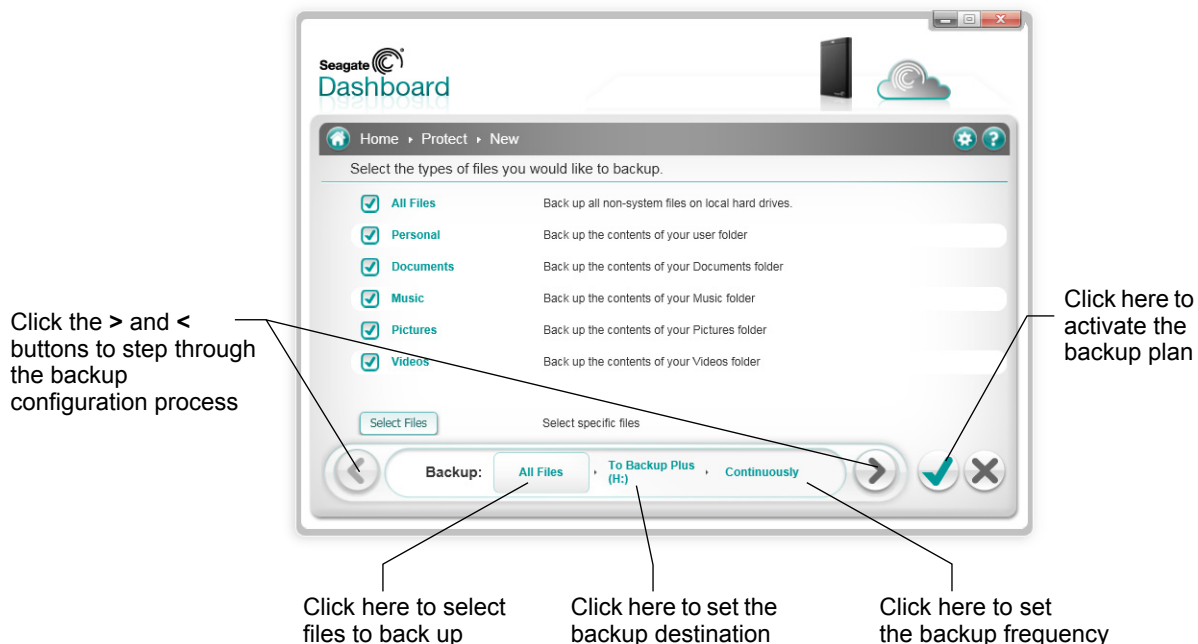 Seagate
Dashboard
Home ▸ Protect ▸ New
?
Select the types of files you would like to backup.
All Files Back up all non-system files on local hard drives.
Personal Back up the contents of your user folder
Documents Back up the contents of your Documents folder
Music Back up the contents of your Music folder
Pictures Back up the contents of your Pictures folder
Videos Back up the contents of your Videos folder
Select Files Select specific files
Backup: All Files ▸ To Backup Plus (H:) ▸ Continuously
Click the > and <
buttons to step through
the backup
configuration process
Click here to
activate the
backup plan
Click here to select
files to back up
Click here to set the
backup destination
Click here to set
the backup frequency